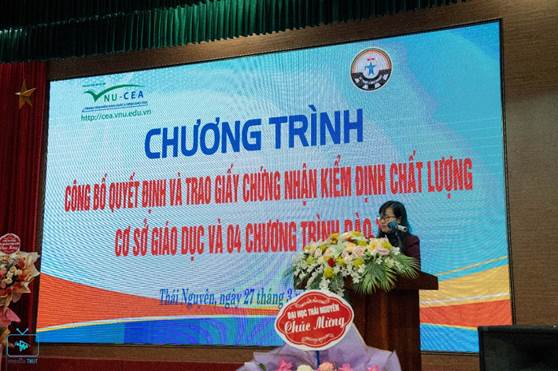 VNU-CEA
http://cea.vnu.edu.vn
CHƯƠNG TRÌNH
CÔNG BỐ QUYẾT ĐỊNH VÀ TRAO GIẤY CHỨNG NHẬN KIỂM ĐỊNH CHẤT LƯỢNG
CƠ SỞ GIÁO DỤC VÀ 04 CHƯƠNG TRÌNH ĐÀO
Thái Nguyên, ngày 27 tháng 3
ĐẠI HỌC THÁI NGUYÊN
Chúc Mừng